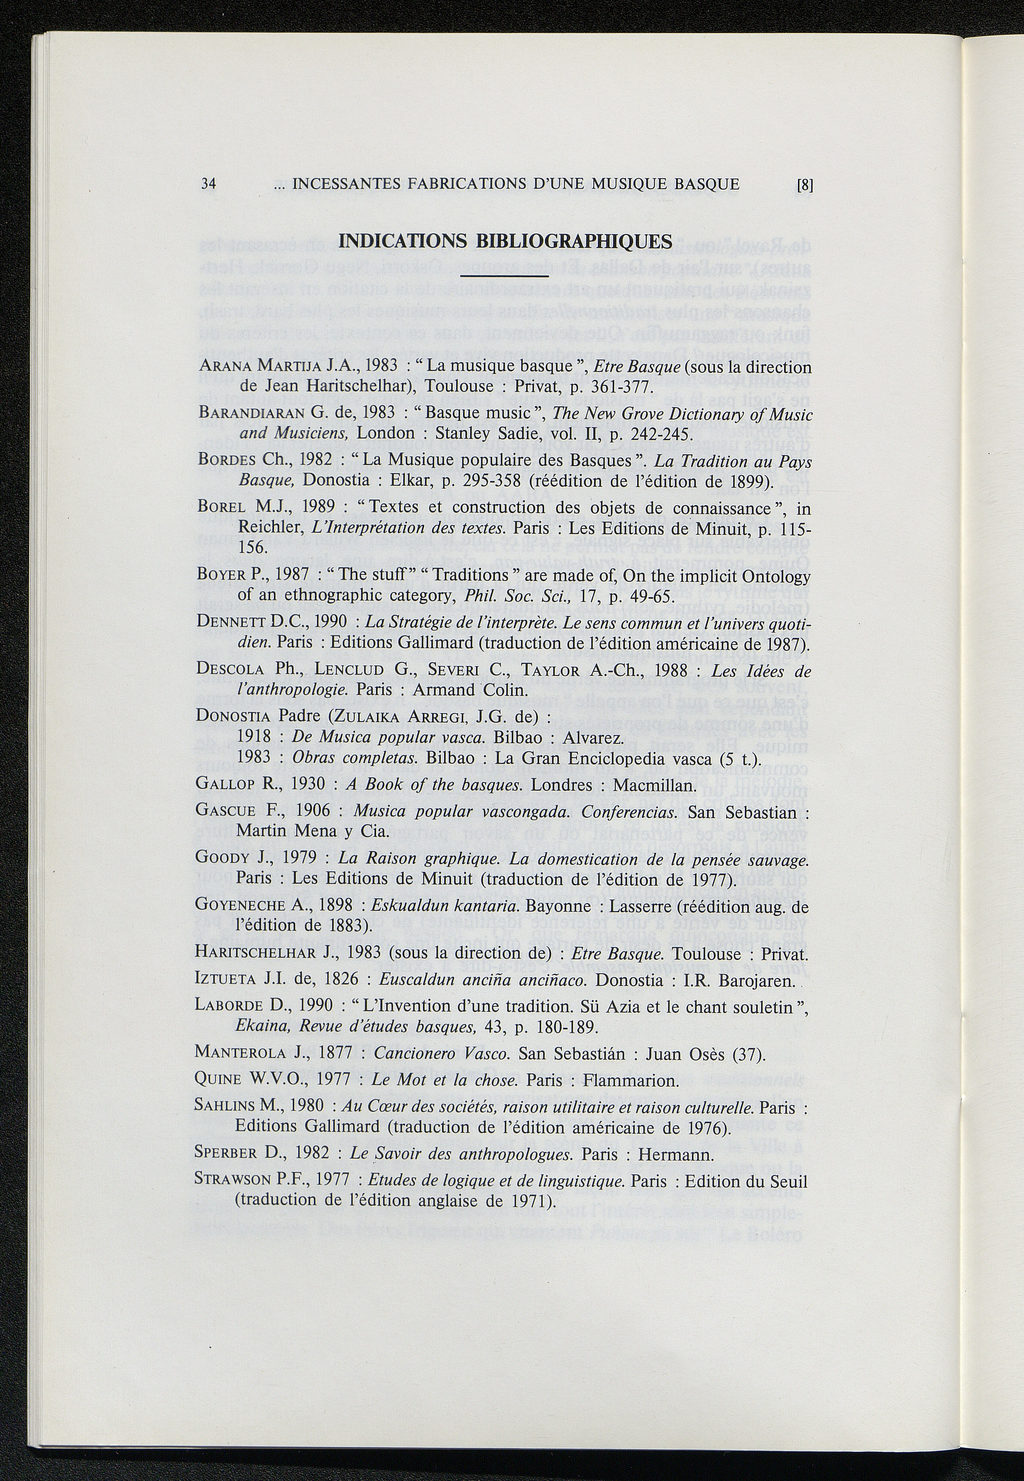 34 ... INCESSANTES FABRICATIONS D'UNE MUSIQUE BASQUE [8]
INDICATIONS BIBLIOGRAPHIQUES
ARANA MARTIJA J.A., 1983 : “ La musique basque ”, Etre Basque (sous la direction
de Jean Haritschelhar), Toulouse : Privat, p. 361-377.
BARANDIARAN G. de, 1983 : “ Basque music ”, The New Grove Dictionary of Music
and Musiciens, London : Stanley Sadie, vol. II, p. 242-245.
BORDES Ch., 1982 : “ La Musique populaire des Basques ”. La Tradition au Pays
Basque, Donostia : Elkar, p. 295-358 (réédition de l'édition de 1899).
BOREL M.J., 1989 : “ Textes et construction des objets de connaissance ”, in
Reichler, L'Interprétation des textes. Paris : Les Editions de Minuit, p. 115-
156.
BOYER P., 1987 : “ The stuff” “ Traditions ” are made of, On the implicit Ontology
of an ethnographic category, Phil. Soc. Sci., 17, p. 49-65.
DENNETT D.C., 1990 : La Stratégie de l'interprète. Le sens commun et l'univers quoti-
dien. Paris : Editions Gallimard (traduction de l'édition américaine de 1987).
DESCOLA Ph., LENCLUD G., SEVERI C., TAYLOR A.-Ch., 1988 : Les Idées de
l'anthropologie. Paris : Armand Colin.
DONOSTIA Padre (ZULAIKA ARREGI, J.G. de) :
1918 : De Musica popular vasca. Bilbao : Alvarez.
1983 : Obras completas. Bilbao : La Gran Enciclopedia vasca (5 t.).
GALLOP R., 1930 : A Book of the basques. Londres : Macmillan.
GASCUE F., 1906 : Musica popular vascongada. Conferencias. San Sebastian :
Martin Mena y Cia.
GOODY J., 1979 : La Raison graphique. La domestication de la pensée sauvage.
Paris : Les Editions de Minuit (traduction de l'édition de 1977).
GOYENECHE A., 1898 : Eskualdun kantaria. Bayonne : Lasserre (réédition aug. de
l'édition de 1883).
HARITSCHELHAR J., 1983 (sous la direction de) : Etre Basque. Toulouse : Privat.
IZTUETA J.I. de, 1826 : Euscaldun anciña anciñaco. Donostia : I.R. Barojaren.
LABORDE D., 1990 : “ L'Invention d'une tradition. Sü Azia et le chant souletin ”,
Ekaina, Revue d'études basques, 43, p. 180-189.
MANTEROLA J., 1877 : Cancionero Vasco. San Sebastián : Juan Osès (37).
QUINE W.V.O., 1977 : Le Mot et la chose. Paris : Flammarion.
SAHLINS M., 1980 : Au Cœur des sociétés, raison utilitaire et raison culturelle. Paris :
Editions Gallimard (traduction de l'édition américaine de 1976).
SPERBER D., 1982 : Le Savoir des anthropologues. Paris : Hermann.
STRAWSON P.F., 1977 : Etudes de logique et de linguistique. Paris : Edition du Seuil
(traduction de l'édition anglaise de 1971).